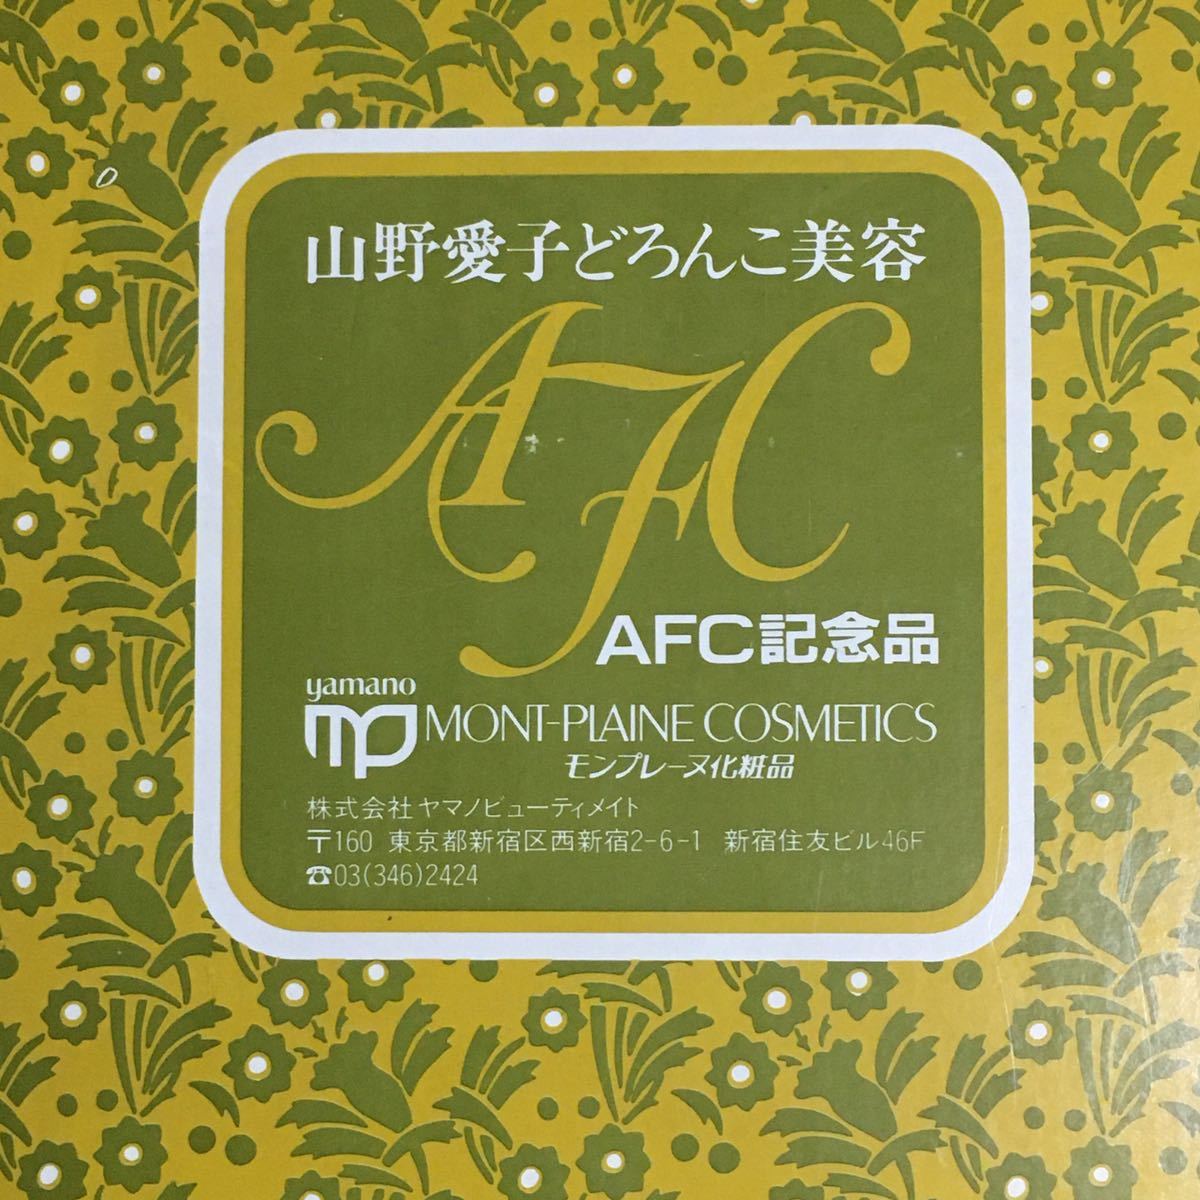 山野愛子どろんこ美容
AFC
AFC記念品
yamano
mp MONT-PLAINE COSMETICS
モンプレーヌ化粧品
株式会社ヤマノビューティメイト
〒160 東京都新宿区西新宿2-6-1 新宿住友ビル46F
☎03(346)2424